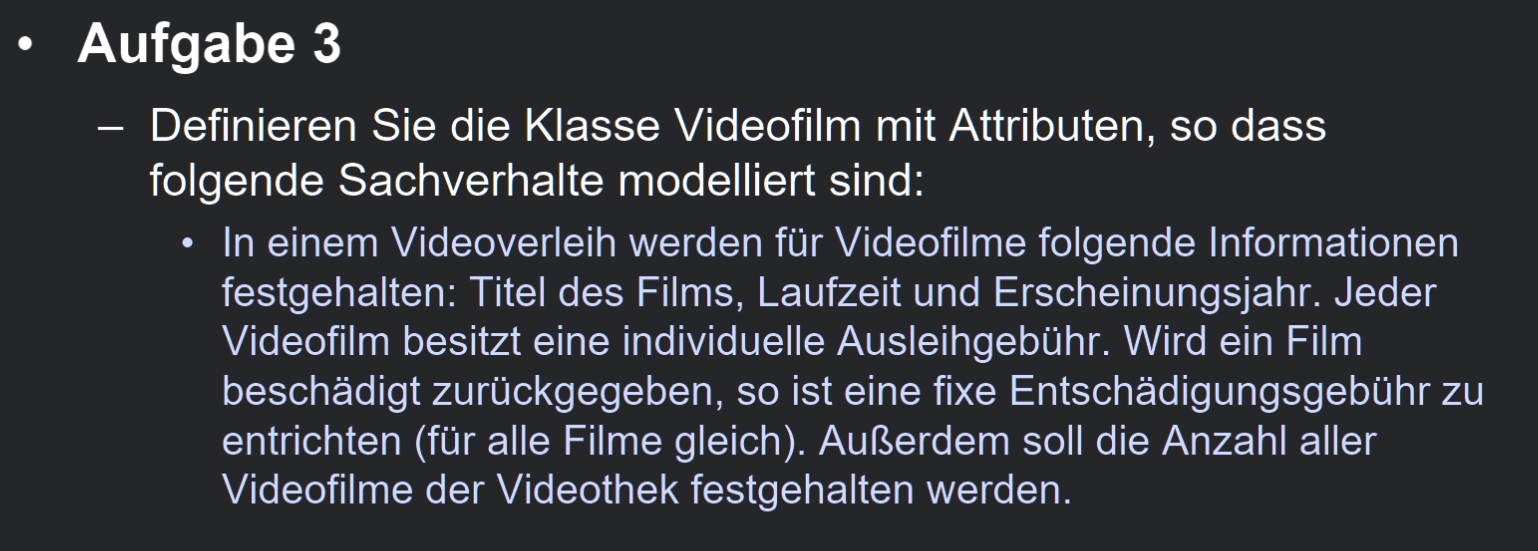 • Aufgabe 3
– Definieren Sie die Klasse Videofilm mit Attributen, so dass
folgende Sachverhalte modelliert sind:
• In einem Videoverleih werden für Videofilme folgende Informationen
festgehalten: Titel des Films, Laufzeit und Erscheinungsjahr. Jeder
Videofilm besitzt eine individuelle Ausleihgebühr. Wird ein Film
beschädigt zurückgegeben, so ist eine fixe Entschädigungsgebühr zu
entrichten (für alle Filme gleich). Außerdem soll die Anzahl aller
Videofilme der Videothek festgehalten werden.